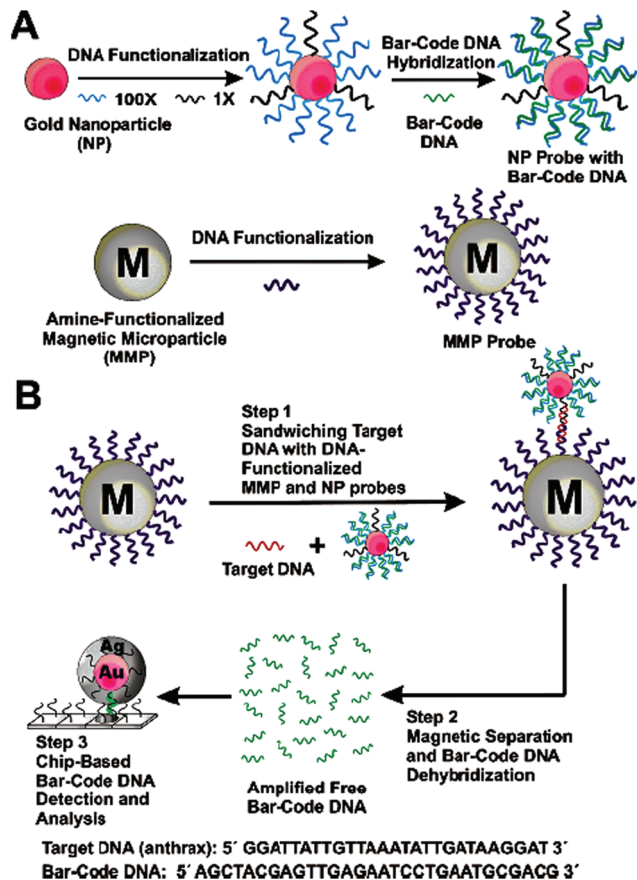 A
DNA Functionalization
100X 1X
Gold Nanoparticle
(NP)
Bar-Code DNA
Hybridization
Bar-Code
DNA
NP Probe with
Bar-Code DNA
M
DNA Functionalization
M
Amine-Functionalized
Magnetic Microparticle
(MMP)
MMP Probe
B
M
Step 1
Sandwiching Target
DNA with DNA-
Functionalized
MMP and NP probes
+
Target DNA
M
Ag
Au
Step 3
Chip-Based
Bar-Code DNA
Detection and
Analysis
Amplified Free
Bar-Code DNA
Step 2
Magnetic Separation
and Bar-Code DNA
Dehybridization
Target DNA (anthrax): 5´ GGATTATTGTTAAATATTGATAAGGAT 3´
Bar-Code DNA: 5´ AGCTACGAGTTGAGAATCCTGAATGCGACG 3´